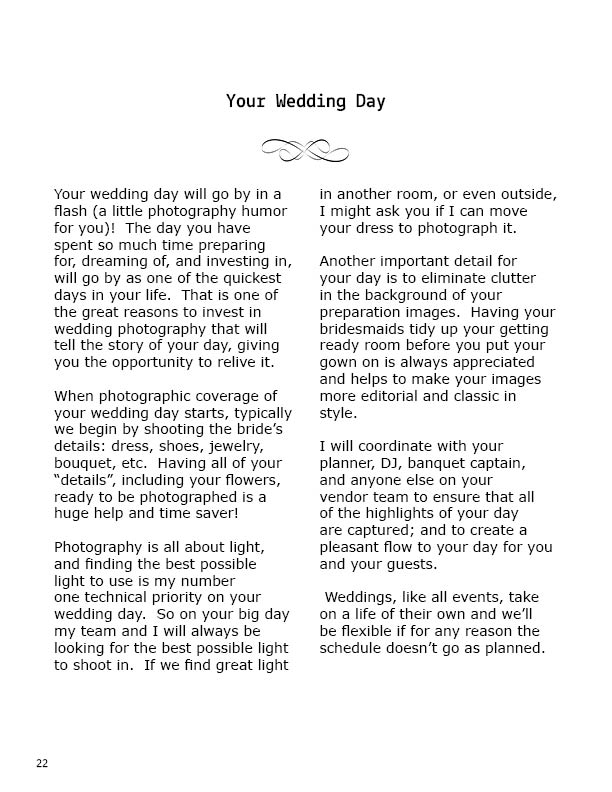 Your Wedding Day
Your wedding day will go by in a
flash (a little photography humor
for you)!  The day you have
spent so much time preparing
for, dreaming of, and investing in,
will go by as one of the quickest
days in your life.  That is one of
the great reasons to invest in
wedding photography that will
tell the story of your day, giving
you the opportunity to relive it.

When photographic coverage of
your wedding day starts, typically
we begin by shooting the bride’s
details: dress, shoes, jewelry,
bouquet, etc.  Having all of your
“details”, including your flowers,
ready to be photographed is a
huge help and time saver!

Photography is all about light,
and finding the best possible
light to use is my number
one technical priority on your
wedding day.  So on your big day
my team and I will always be
looking for the best possible light
to shoot in.  If we find great light
in another room, or even outside,
I might ask you if I can move
your dress to photograph it.

Another important detail for
your day is to eliminate clutter
in the background of your
preparation images.  Having your
bridesmaids tidy up your getting
ready room before you put your
gown on is always appreciated
and helps to make your images
more editorial and classic in
style.

I will coordinate with your
planner, DJ, banquet captain,
and anyone else on your
vendor team to ensure that all
of the highlights of your day
are captured; and to create a
pleasant flow to your day for you
and your guests.

Weddings, like all events, take
on a life of their own and we’ll
be flexible if for any reason the
schedule doesn’t go as planned.
22